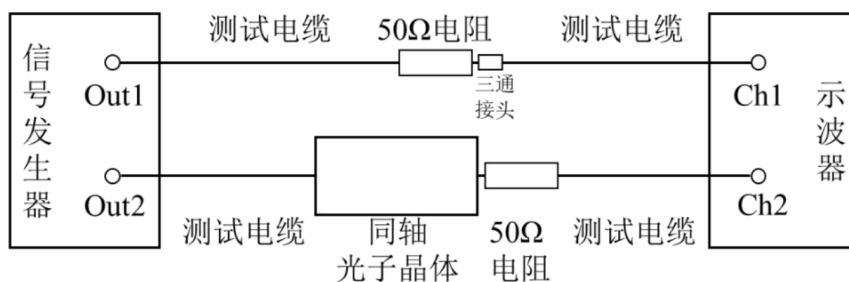 测试电缆 50Ω电阻 测试电缆
信号发生器
Out1
三通
接头
Ch1
示波器
Out2
Ch2
测试电缆 同轴 50Ω 测试电缆
光子晶体 电阻